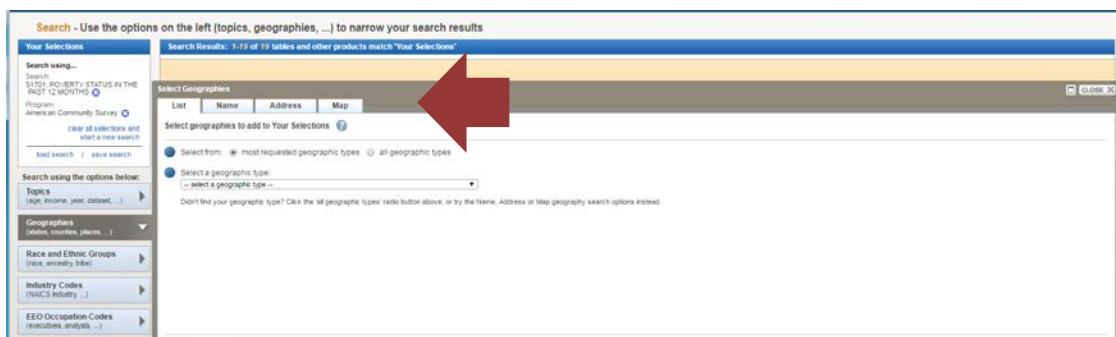 Search - Use the options on the left (topics, geographies, ...) to narrow your search results
Your Selections
Search using...
Search:
S1701: POVERTY STATUS IN THE
PAST 12 MONTHS
Program:
American Community Survey
clear all selections and
start a new search
load search | save search
Search using the options below:
Topics
(age, income, year, dataset, ...)
Geographies
(states, counties, places, ...)
Race and Ethnic Groups
(race, ancestry, tribe)
Industry Codes
(NAICS industry, ...)
EEO Occupation Codes
(executives, analysts, ...)
Search Results: 1-19 of 19 tables and other products match 'Your Selections'
Select Geographies
CLOSE X
List Name Address Map
Select geographies to add to Your Selections ?
Select from: most requested geographic types all geographic types
Select a geographic type:
-- select a geographic type --
Didn't find your geographic type? Click the 'all geographic types' radio button above, or try the Name, Address or Map geography search options instead.